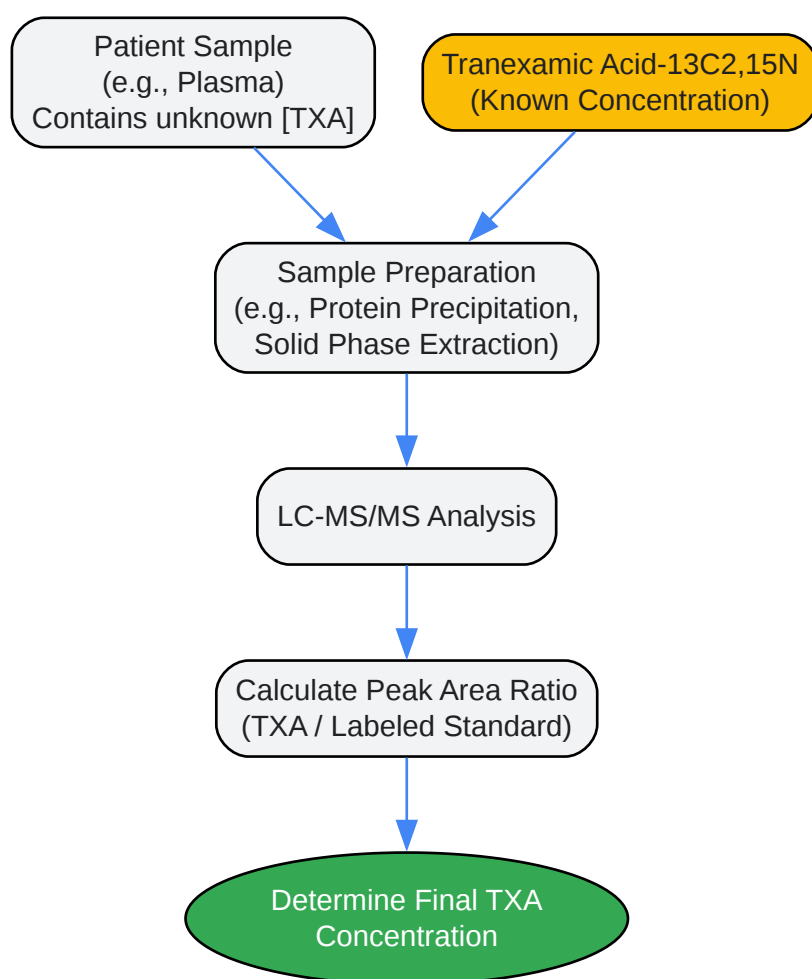 Patient Sample
(e.g., Plasma)
Contains unknown [TXA]
Tranexamic Acid-13C2,15N
(Known Concentration)
Sample Preparation
(e.g., Protein Precipitation,
Solid Phase Extraction)
LC-MS/MS Analysis
Calculate Peak Area Ratio
(TXA / Labeled Standard)
Determine Final TXA
Concentration